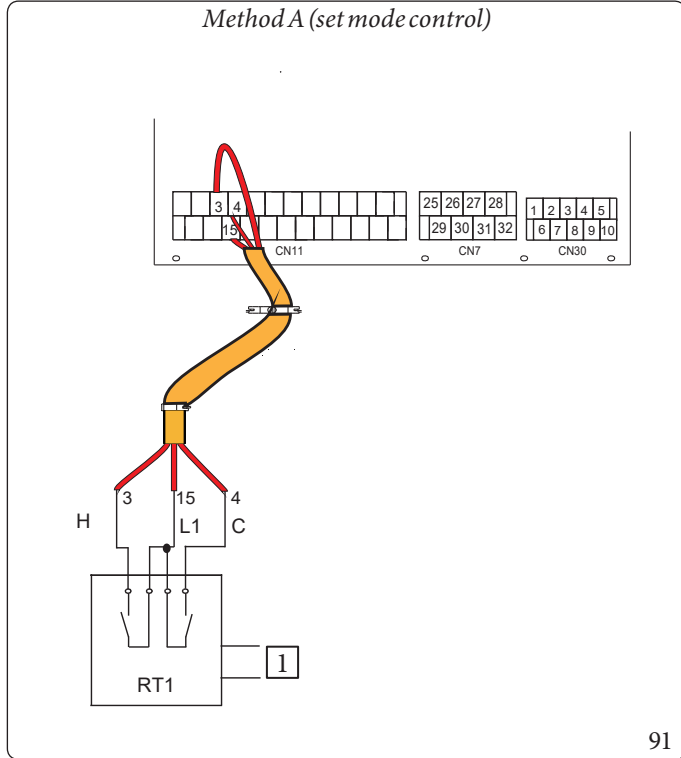 Method A (set mode control)
3 4
15
CN11
25 26 27 28
29 30 31 32
CN7
1 2 3 4 5
6 7 8 9 10
CN30
3 15 4
H L1 C
RT1
1
91